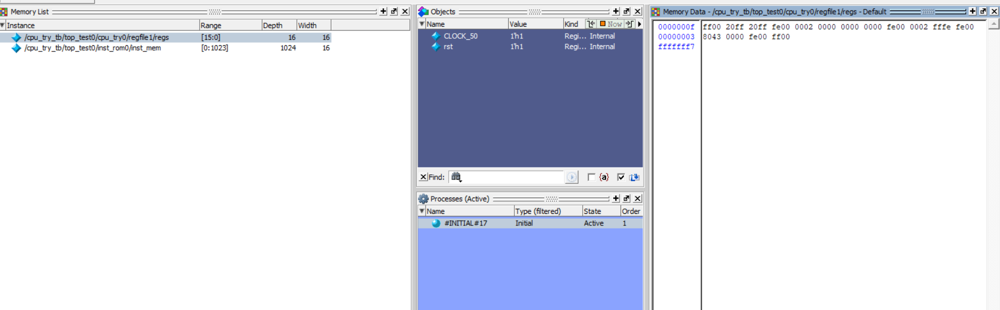 Memory List
Instance Range Depth Width
/cpu_try_tb/top_test0/cpu_try0/regfile1/regs [15:0] 16 16
/cpu_try_tb/top_test0/inst_rom0/inst_mem [0:1023] 1024 16
Objects
Name Value Kind Now
CLOCK_50 1'h1 Regi... Internal
rst 1'h1 Regi... Internal
Find: {a}
Processes (Active)
Name Type (filtered) State Order
#INITIAL#17 Initial Active 1
Memory Data - /cpu_try_tb/top_test0/cpu_try0/regfile1/regs - Default
0000000f ff00 20ff 20ff fe00 0002 0000 0000 0000 fe00 0002 fffe fe00
00000003 8043 0000 fe00 ff00
fffffff7